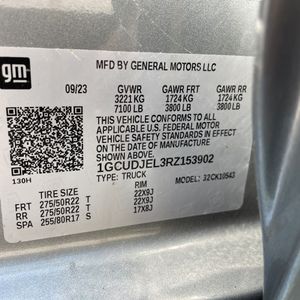 gm
MFD BY GENERAL MOTORS LLC
09/23 GVWR GAWR FRT GAWR RR
3221 KG 1724 KG 1724 KG
7100 LB 3800 LB 3800 LB
THIS VEHICLE CONFORMS TO ALL
APPLICABLE U.S. FEDERAL MOTOR
VEHICLE SAFETY STANDARDS IN EFFECT ON
THE DATE OF MANUFACTURE SHOWN ABOVE.
1GCUDJEL3RZ153902
130H TYPE: TRUCK MODEL: 32CK10543
TIRE SIZE RIM
FRT 275/50R22 T 22X9J
RR 275/50R22 T 22X9J
SPA 255/80R17 S 17X8J